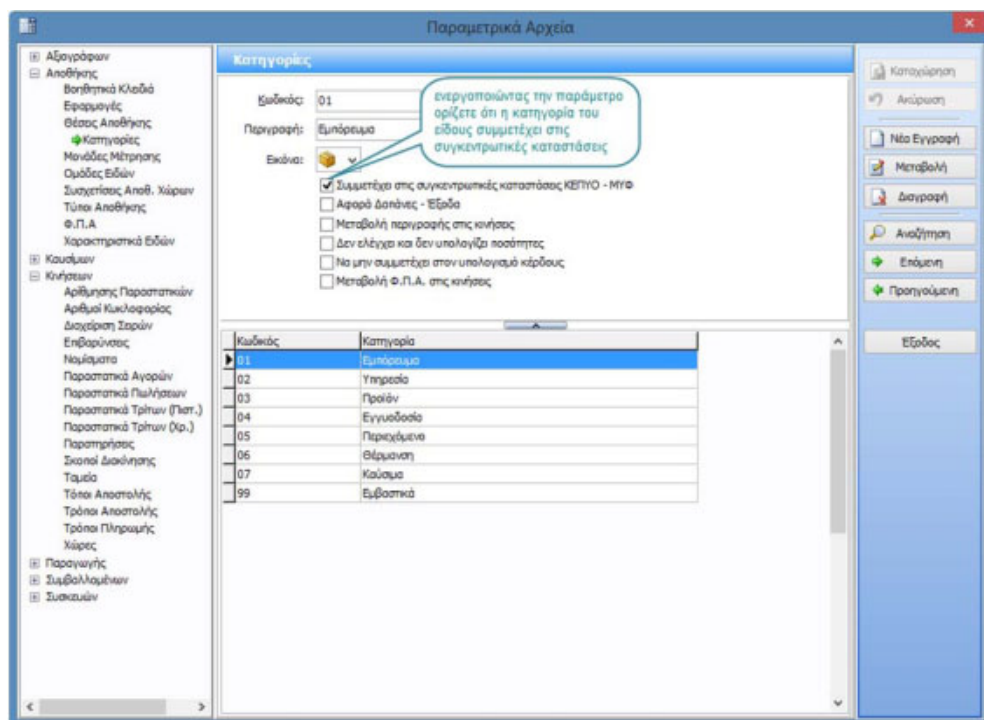 Παραμετρικά Αρχεία
Αξιογράφων
Αποθήκης
Βοηθητικά Κλειδιά
Εφαρμογές
Θέσεις Αποθήκης
Κατηγορίες
Μονάδες Μέτρησης
Ομάδες Ειδών
Συσχετίσεις Αποθ. Χώρων
Τύποι Αποθήκης
Φ.Π.Α
Χαρακτηριστικά Ειδών
Καυσίμων
Κινήσεων
Αρίθμησης Παραστατικών
Αριθμοί Κυκλοφορίας
Διαχείριση Σειρών
Επιβαρύνσεις
Νομίσματα
Παραστατικά Αγορών
Παραστατικά Πωλήσεων
Παραστατικά Τρίτων (Πιστ.)
Παραστατικά Τρίτων (Χρ.)
Παρατηρήσεις
Σκοποί Διακίνησης
Ταμεία
Τόποι Αποστολής
Τρόποι Αποστολής
Τρόποι Πληρωμής
Χώρες
Παραγωγής
Συμβαλλομένων
Συσκευών
Κατηγορίες
Κωδικός: 01
Περιγραφή: Εμπόρευμα
Εικόνα:
ενεργοποιώντας την παράμετρο
ορίζετε ότι η κατηγορία του
είδους συμμετέχει στις
συγκεντρωτικές καταστάσεις
Συμμετέχει στις συγκεντρωτικές καταστάσεις ΚΕΠΥΟ - ΜΥΦ
Αφορά Δαπάνες - Έξοδα
Μεταβολή περιγραφής στις κινήσεις
Δεν ελέγχει και δεν υπολογίζει ποσότητες
Να μην συμμετέχει στον υπολογισμό κέρδους
Μεταβολή Φ.Π.Α. στις κινήσεις
Κωδικός Κατηγορία
01 Εμπόρευμα
02 Υπηρεσία
03 Προϊόν
04 Εγγυοδοσία
05 Περιεχόμενο
06 Θέρμανση
07 Καύσιμα
99 Εμβαστικά
Καταχώρηση
Ακύρωση
Νέα Εγγραφή
Μεταβολή
Διαγραφή
Αναζήτηση
Επόμενη
Προηγούμενη
Έξοδος